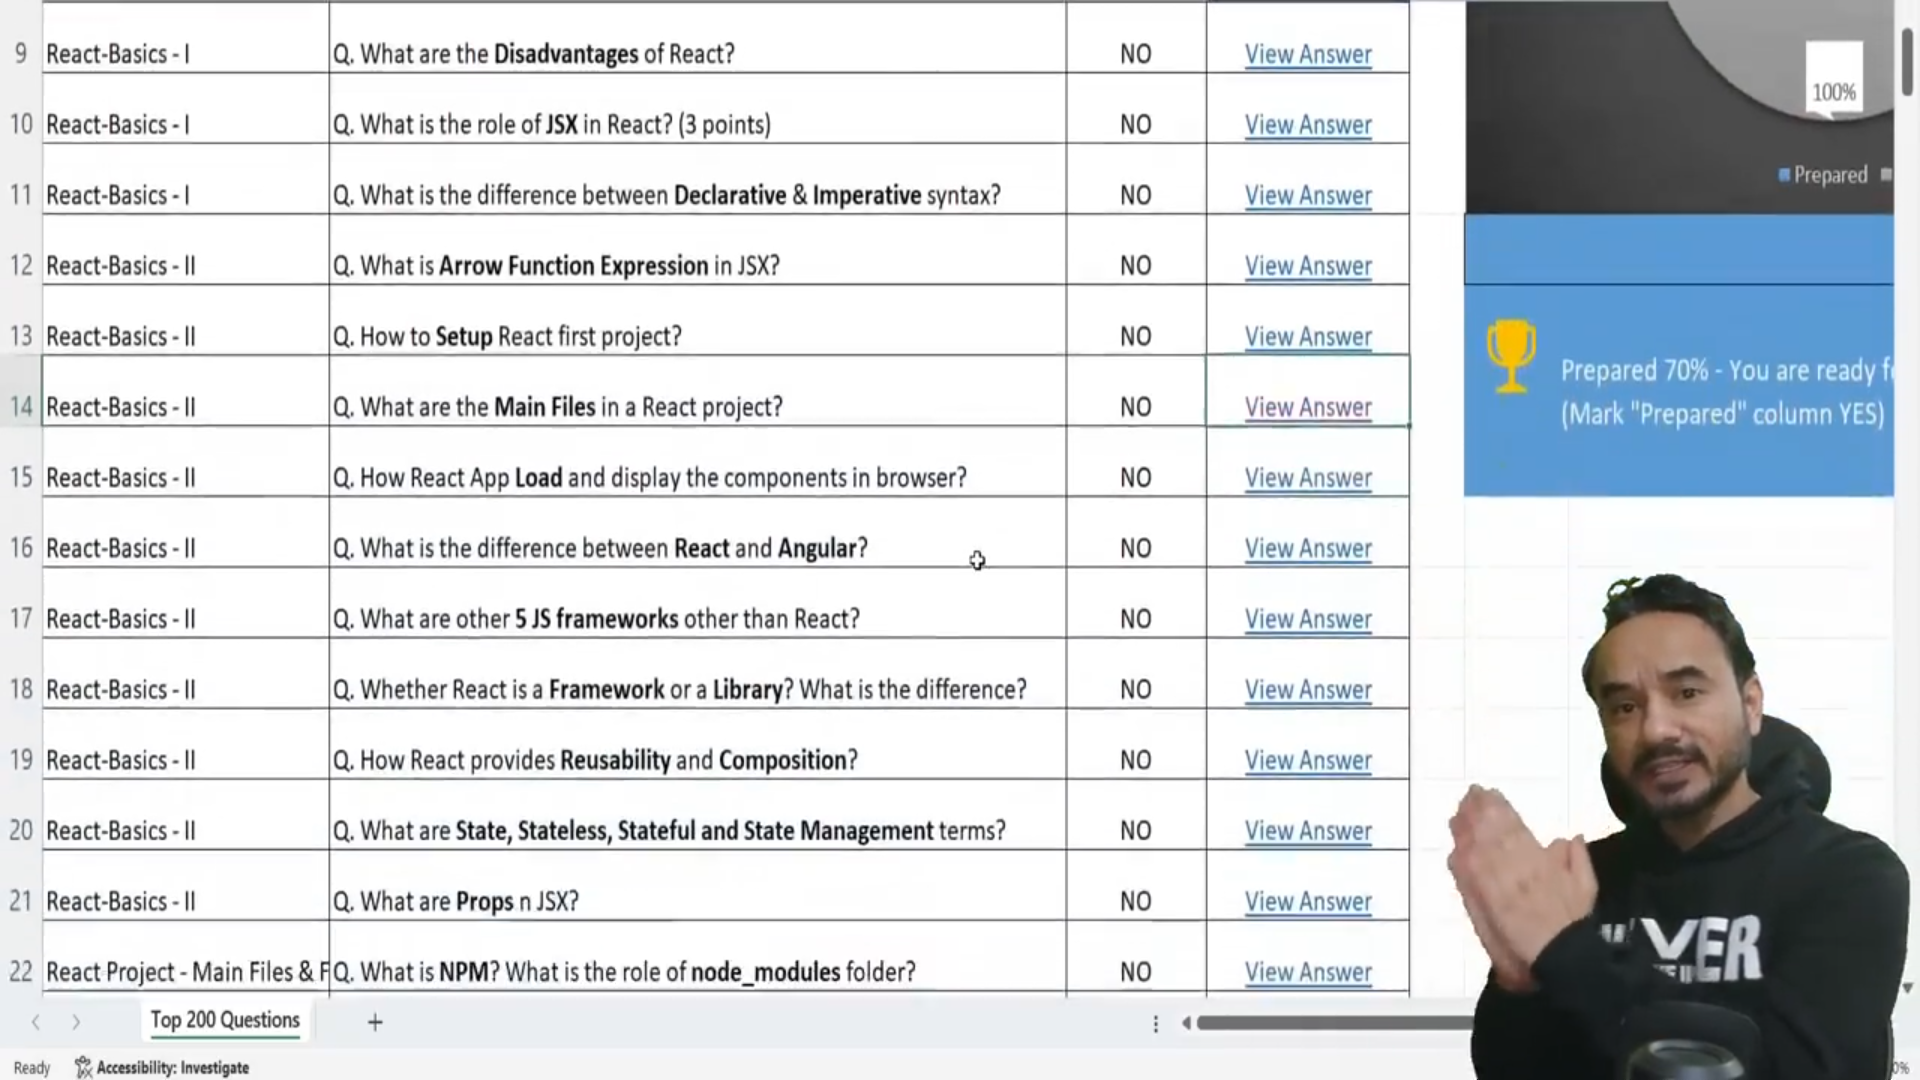 9 React-Basics - I Q. What are the Disadvantages of React? NO View Answer
100%
10 React-Basics - I Q. What is the role of JSX in React? (3 points) NO View Answer
Prepared
11 React-Basics - I Q. What is the difference between Declarative & Imperative syntax? NO View Answer
12 React-Basics - II Q. What is Arrow Function Expression in JSX? NO View Answer
13 React-Basics - II Q. How to Setup React first project? NO View Answer
Prepared 70% - You are ready
14 React-Basics - II Q. What are the Main Files in a React project? NO View Answer
(Mark "Prepared" column YES)
15 React-Basics - II Q. How React App Load and display the components in browser? NO View Answer
16 React-Basics - II Q. What is the difference between React and Angular? NO View Answer
17 React-Basics - II Q. What are other 5 JS frameworks other than React? NO View Answer
18 React-Basics - II Q. Whether React is a Framework or a Library? What is the difference? NO View Answer
19 React-Basics - II Q. How React provides Reusability and Composition? NO View Answer
20 React-Basics - II Q. What are State, Stateless, Stateful and State Management terms? NO View Answer
21 React-Basics - II Q. What are Props n JSX? NO View Answer
22 React Project - Main Files & F Q. What is NPM? What is the role of node_modules folder? NO View Answer
Top 200 Questions +
Ready Accessibility: Investigate